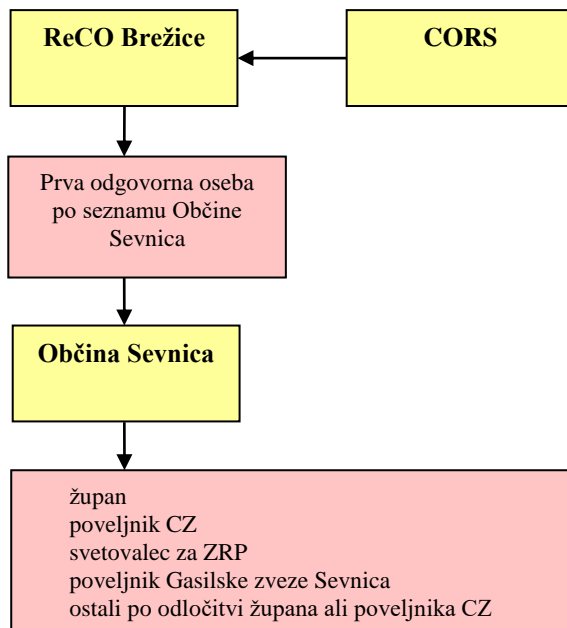 ReCO Brežice
CORS
Prva odgovorna oseba
po seznamu Občine
Sevnica
Občina Sevnica
župan
poveljnik CZ
svetovalec za ZRP
poveljnik Gasilske zveze Sevnica
ostali po odločitvi župana ali poveljnika CZ